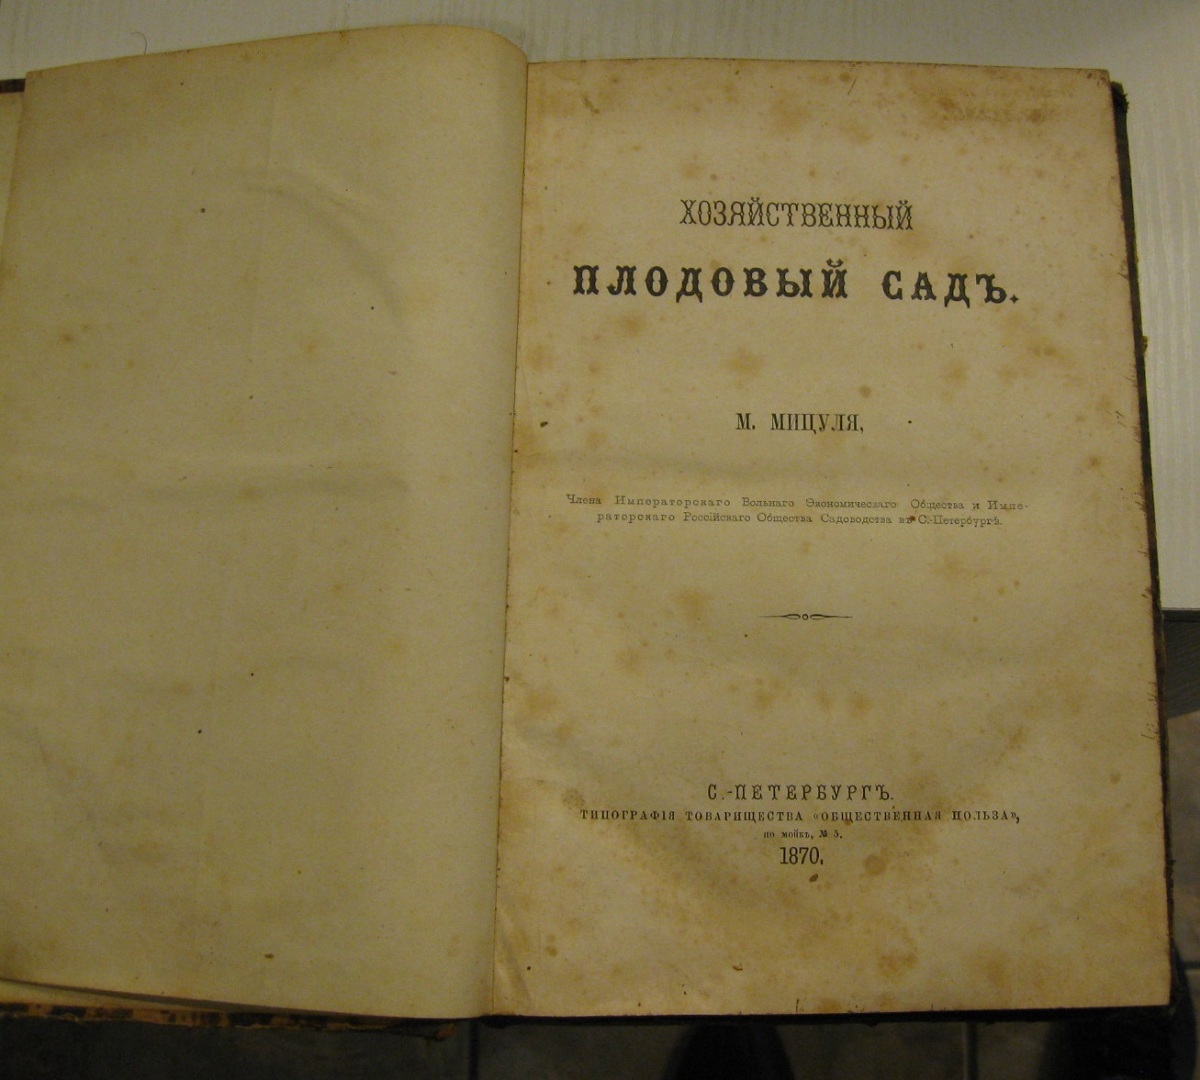 ХОЗЯЙСТВЕННЫЙ
ПЛОДОВЫЙ САДЪ.
М. МИЦУЛЯ,
Члена Императорскаго Вольнаго Экономическаго Общества и Импе-
раторскаго Россійскаго Общества Садоводства въ С.-Петербургѣ.
С.-ПЕТЕРБУРГЪ.
ТИПОГРАФІЯ ТОВАРИЩЕСТВА «ОБЩЕСТВЕННАЯ ПОЛЬЗА»,
по мойкѣ, № 5.
1870.